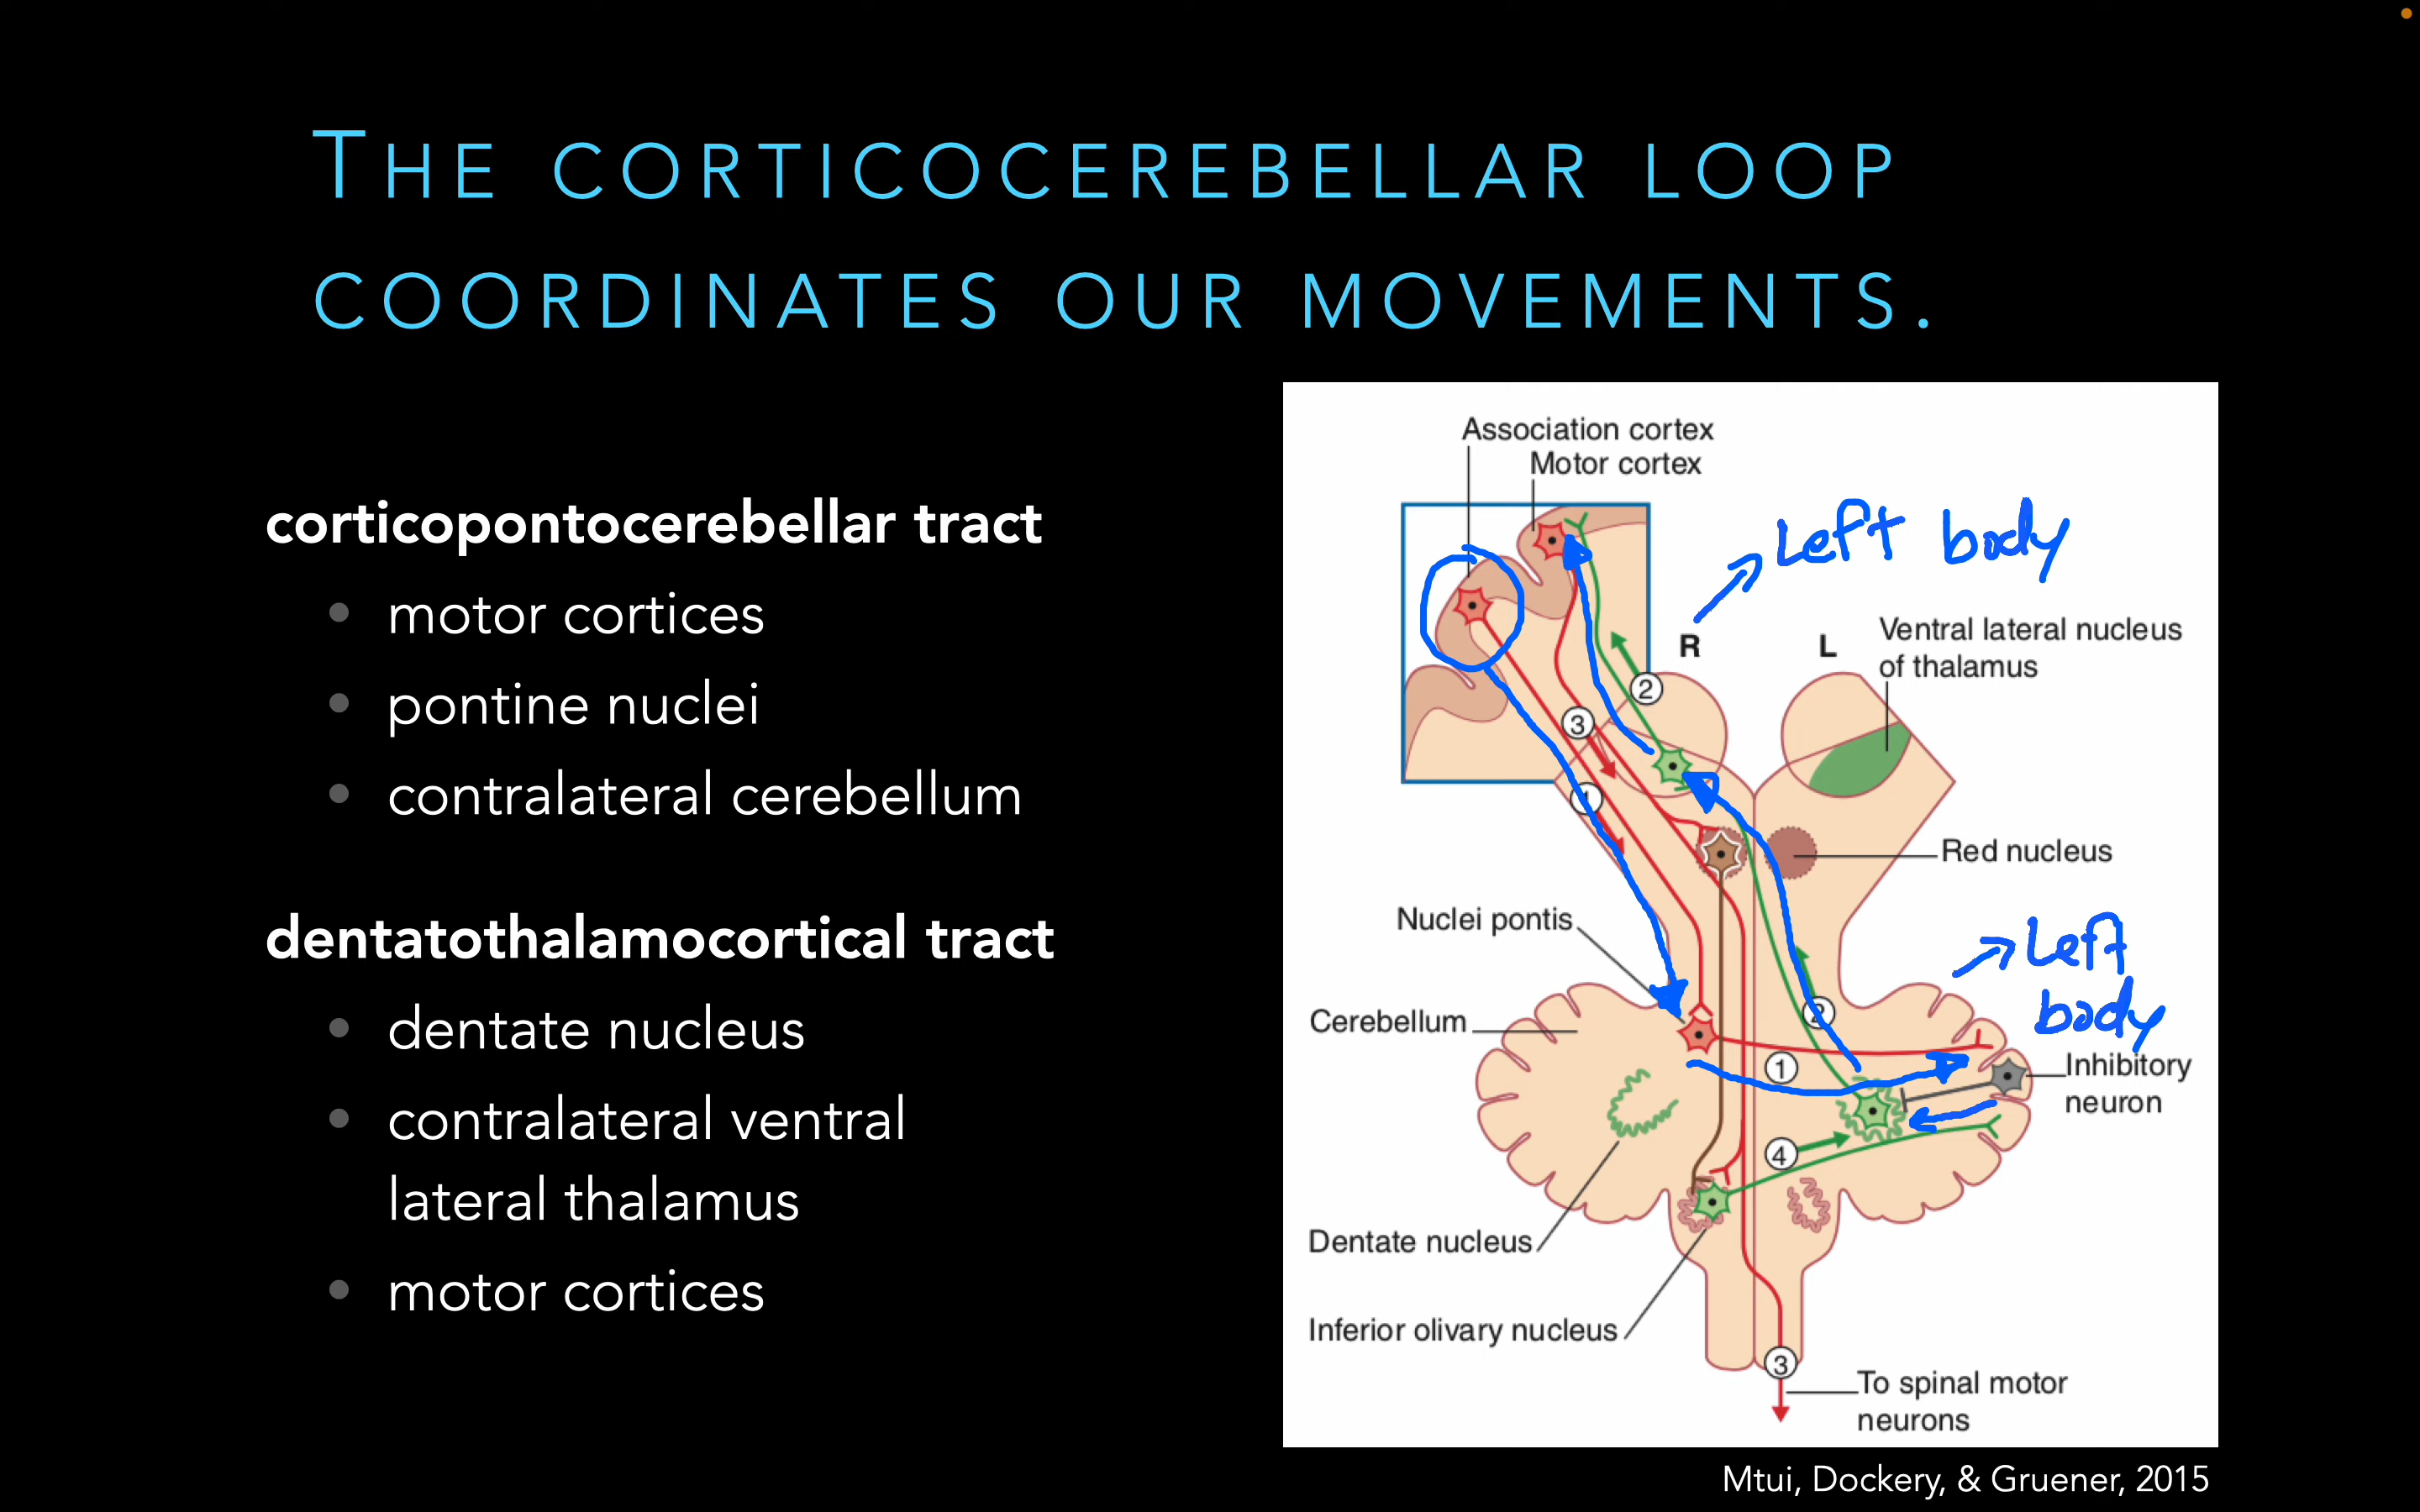 THE CORTICOCEREBELLAR LOOP
COORDINATES OUR MOVEMENTS.
corticopontocerebellar tract
• motor cortices
• pontine nuclei
• contralateral cerebellum
dentatothalamocortical tract
• dentate nucleus
• contralateral ventral
lateral thalamus
• motor cortices
Association cortex
Motor cortex
Left body
R
L
Ventral lateral nucleus
of thalamus
2
3
1
Red nucleus
Nuclei pontis
Left
body
2
Cerebellum
1
Inhibitory
neuron
4
Dentate nucleus
Inferior olivary nucleus
3
To spinal motor
neurons
Mtui, Dockery, & Gruener, 2015